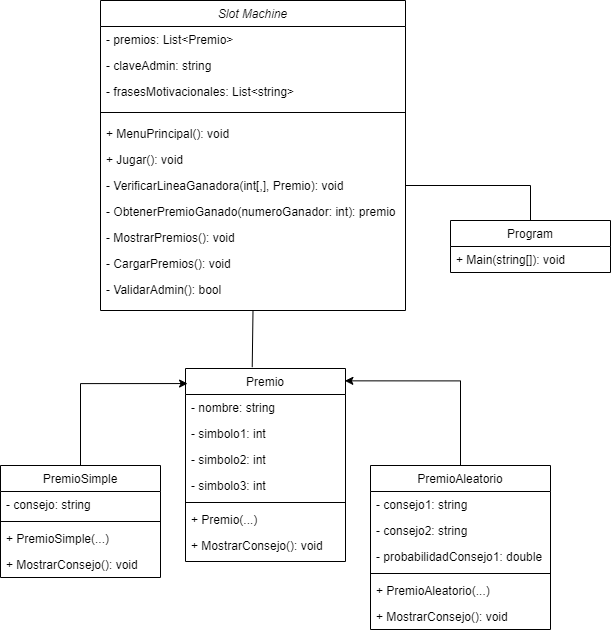 Slot Machine
- premios: List<Premio>
- claveAdmin: string
- frasesMotivacionales: List<string>
+ MenuPrincipal(): void
+ Jugar(): void
- VerificarLineaGanadora(int[,], Premio): void
- ObtenerPremioGanado(numeroGanador: int): premio
- MostrarPremios(): void
- CargarPremios(): void
- ValidarAdmin(): bool
Program
+ Main(string[]): void
Premio
- nombre: string
- simbolo1: int
- simbolo2: int
- simbolo3: int
+ Premio(...)
+ MostrarConsejo(): void
PremioSimple
- consejo: string
+ PremioSimple(...)
+ MostrarConsejo(): void
PremioAleatorio
- consejo1: string
- consejo2: string
- probabilidadConsejo1: double
+ PremioAleatorio(...)
+ MostrarConsejo(): void